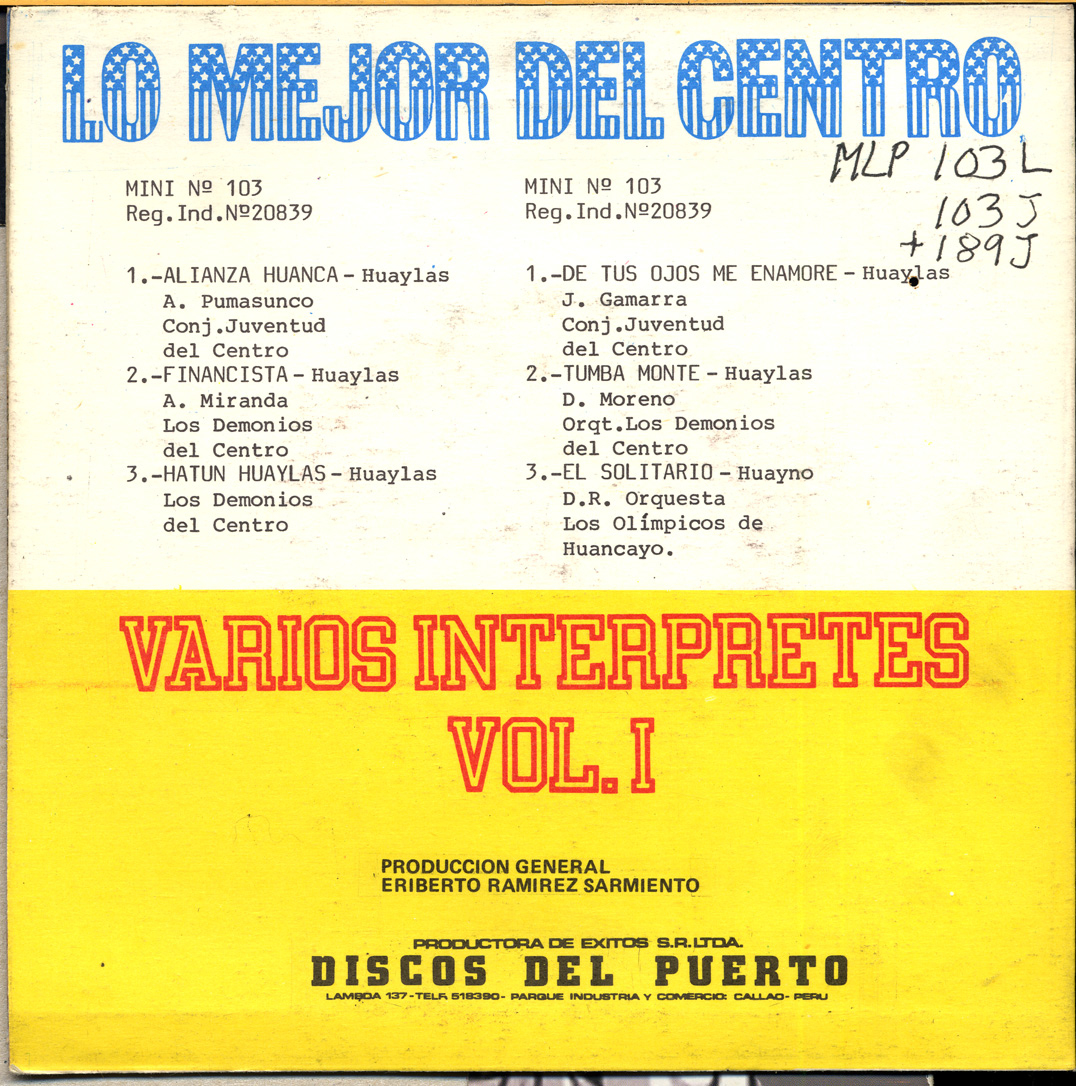 LO MEJOR DEL CENTRO
MLP 103L
103J
+189J
MINI Nº 103
Reg.Ind.Nº20839
1.-ALIANZA HUANCA-Huaylas
A. Pumasunco
Conj.Juventud
del Centro
2.-FINANCISTA-Huaylas
A. Miranda
Los Demonios
del Centro
3.-HATUN HUAYLAS-Huaylas
Los Demonios
del Centro
MINI Nº 103
Reg.Ind.Nº20839
1.-DE TUS OJOS ME ENAMORE-Huaylas
J. Gamarra
Conj.Juventud
del Centro
2.-TUMBA MONTE-Huaylas
D. Moreno
Orqt.Los Demonios
del Centro
3.-EL SOLITARIO-Huayno
D.R. Orquesta
Los Olímpicos de
Huancayo.
VARIOS INTERPRETES
VOL. I
PRODUCCION GENERAL
ERIBERTO RAMIREZ SARMIENTO
PRODUCTORA DE EXITOS S.R.LTDA.
DISCOS DEL PUERTO
LAMBDA 137-TELF. 518390- PARQUE INDUSTRIA Y COMERCIO: CALLAO- PERU